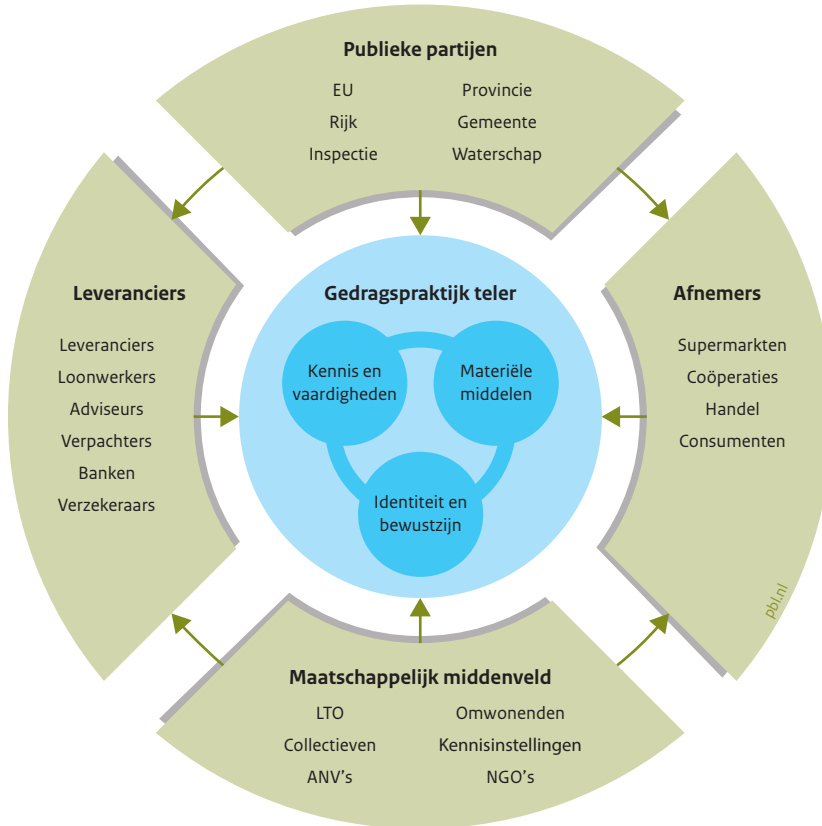 Publieke partijen
EU
Rijk
Inspectie
Provincie
Gemeente
Waterschap
Leveranciers
Leveranciers
Loonwerkers
Adviseurs
Verpachters
Banken
Verzekeraars
Gedragspraktijk teler
Kennis en
vaardigheden
Materiële
middelen
Identiteit en
bewustzijn
Afnemers
Supermarkten
Coöperaties
Handel
Consumenten
pbl.nl
Maatschappelijk middenveld
LTO
Collectieven
ANV's
Omwonenden
Kennisinstellingen
NGO's